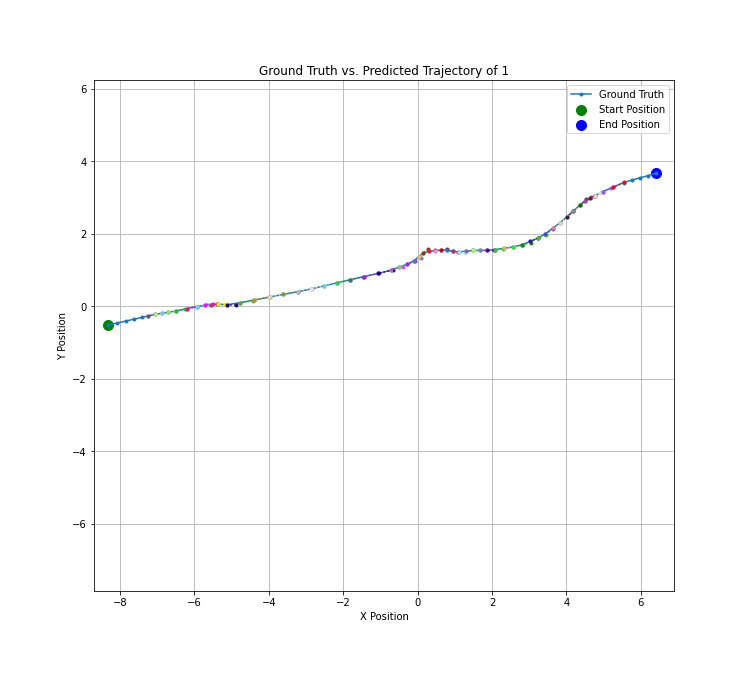 Ground Truth vs. Predicted Trajectory of 1
Ground Truth
Start Position
End Position
6
4
2
0
−2
−4
−6
Y Position
−8 −6 −4 −2 0 2 4 6
X Position